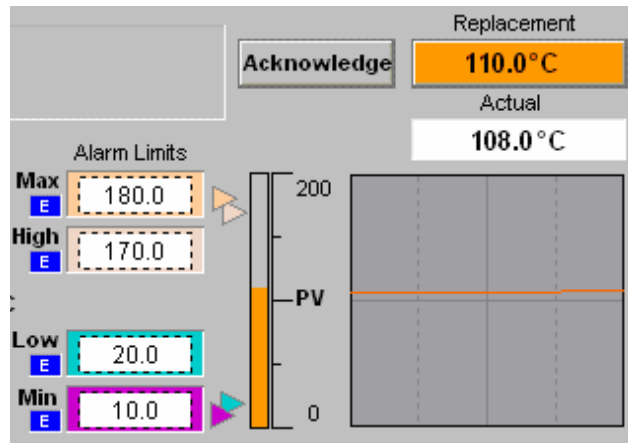 Replacement
Acknowledge
110.0°C
Actual
108.0°C
Alarm Limits
Max
E
180.0
High
E
170.0
Low
E
20.0
Min
E
10.0
200
PV
0